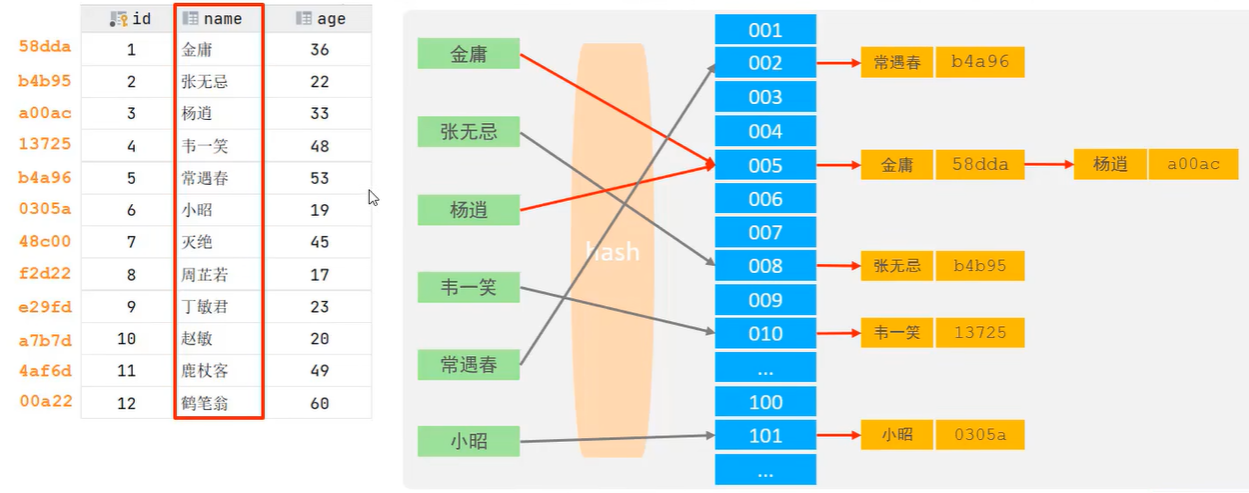 id name age
58dda 1 金庸 36
b4b95 2 张无忌 22
a00ac 3 杨逍 33
13725 4 韦一笑 48
b4a96 5 常遇春 53
0305a 6 小昭 19
48c00 7 灭绝 45
f2d22 8 周芷若 17
e29fd 9 丁敏君 23
a7b7d 10 赵敏 20
4af6d 11 鹿杖客 49
00a22 12 鹤笔翁 60
金庸
张无忌
杨逍
韦一笑
常遇春
小昭
hash
001
002 常遇春 b4a96
003
004
005 金庸 58dda 杨逍 a00ac
006
007
008 张无忌 b4b95
009
010 韦一笑 13725
...
100
101 小昭 0305a
...